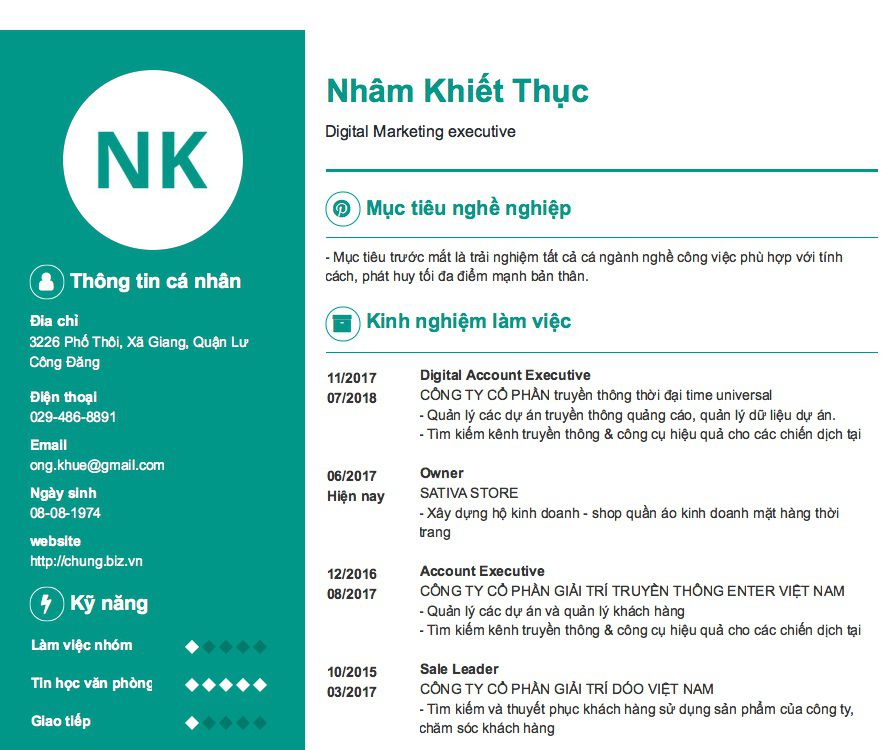 NK
Thông tin cá nhân
Địa chỉ
3226 Phố Thôi, Xã Giang, Quận Lư
Công Đăng
Điện thoại
029-486-8891
Email
ong.khue@gmail.com
Ngày sinh
08-08-1974
website
http://chung.biz.vn
Kỹ năng
Làm việc nhóm
Tin học văn phòng
Giao tiếp
Nhâm Khiết Thục
Digital Marketing executive
Mục tiêu nghề nghiệp
- Mục tiêu trước mắt là trải nghiệm tất cả cá ngành nghề công việc phù hợp với tính
cách, phát huy tối đa điểm mạnh bản thân.
Kinh nghiệm làm việc
11/2017
07/2018
Digital Account Executive
CÔNG TY CỔ PHẦN truyền thông thời đại time universal
- Quản lý các dự án truyền thông quảng cáo, quản lý dữ liệu dự án.
- Tìm kiếm kênh truyền thông & công cụ hiệu quả cho các chiến dịch tại
06/2017
Hiện nay
Owner
SATIVA STORE
- Xây dựng hộ kinh doanh - shop quần áo kinh doanh mặt hàng thời
trang
12/2016
08/2017
Account Executive
CÔNG TY CỔ PHẦN GIẢI TRÍ TRUYỀN THÔNG ENTER VIỆT NAM
- Quản lý các dự án và quản lý khách hàng
- Tìm kiếm kênh truyền thông & công cụ hiệu quả cho các chiến dịch tại
10/2015
03/2017
Sale Leader
CÔNG TY CỔ PHẦN GIẢI TRÍ DÓO VIỆT NAM
- Tìm kiếm và thuyết phục khách hàng sử dụng sản phẩm của công ty,
chăm sóc khách hàng